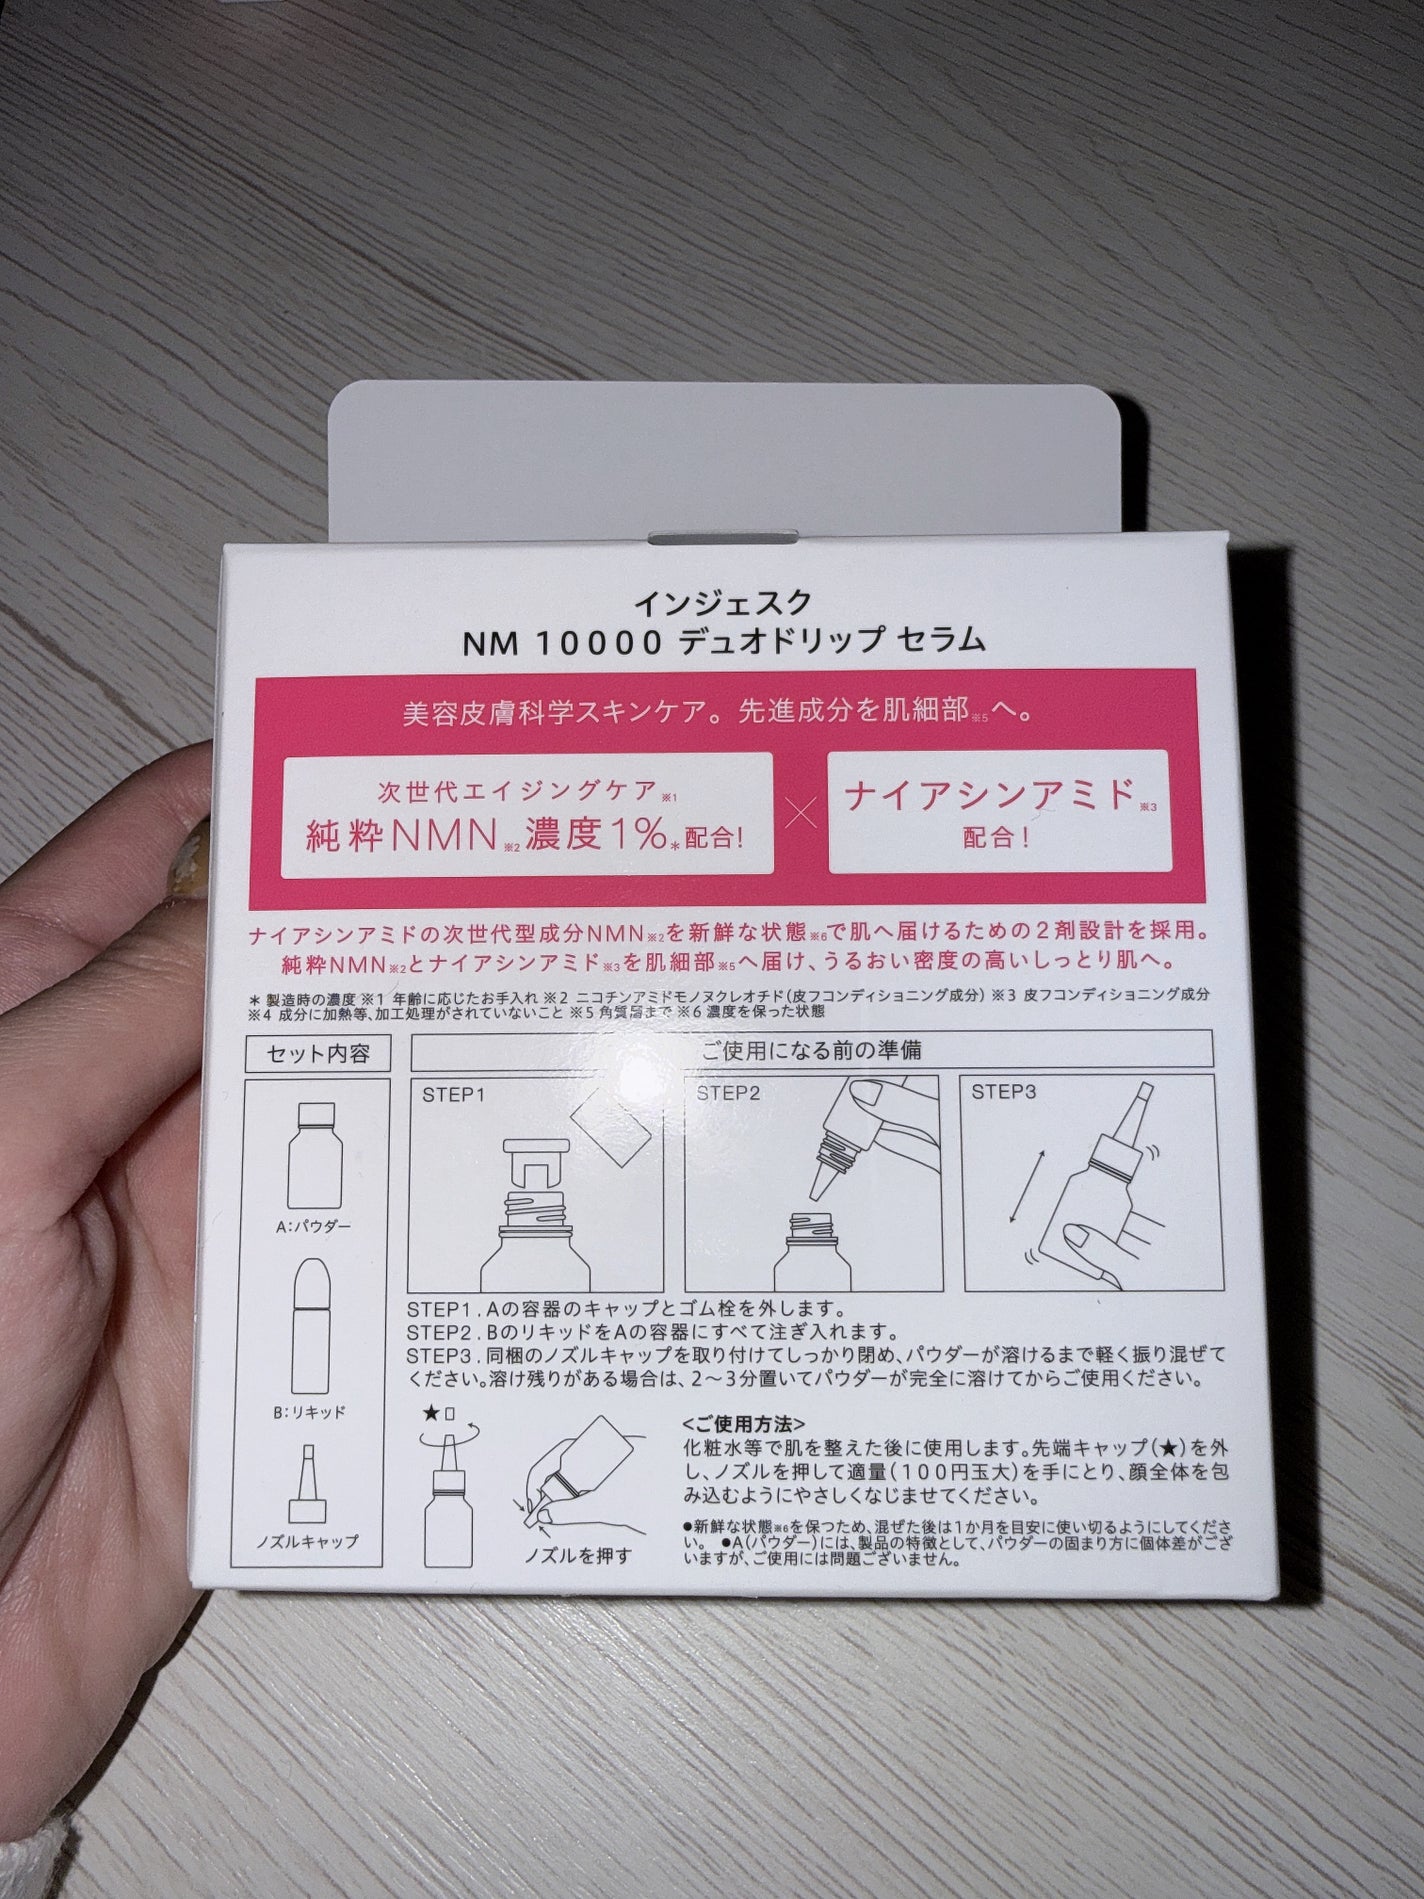 インジェスク
NM 10000 デュオドリップ セラム
美容皮膚科学スキンケア。先進成分を肌細部※5へ。
次世代エイジングケア※1
純粋NMN※2濃度1%*配合!
×
ナイアシンアミド※3
配合!
ナイアシンアミドの次世代型成分NMN※2を新鮮な状態※6で肌へ届けるための2剤設計を採用。
純粋NMN※2とナイアシンアミド※3を肌細部※5へ届け、うるおい密度の高いしっとり肌へ。
* 製造時の濃度 ※1 年齢に応じたお手入れ ※2 ニコチンアミドモノヌクレオチド(皮フコンディショニング成分) ※3 皮フコンディショニング成分
※4 成分に加熱等、加工処理がされていないこと ※5 角質層まで ※6 濃度を保った状態
セット内容
A:パウダー
B:リキッド
ノズルキャップ
ご使用になる前の準備
STEP1
STEP2
STEP3
STEP1.Aの容器のキャップとゴム栓を外します。
STEP2.BのリキッドをAの容器にすべて注ぎ入れます。
STEP3.同梱のノズルキャップを取り付けてしっかり閉め、パウダーが溶けるまで軽く振り混ぜて
ください。溶け残りがある場合は、2〜3分置いてパウダーが完全に溶けてからご使用ください。
★
ノズルを押す
<ご使用方法>
化粧水等で肌を整えた後に使用します。先端キャップ(★)を外
し、ノズルを押して適量(100円玉大)を手にとり、顔全体を包
み込むようにやさしくなじませてください。
●新鮮な状態※6を保つため、混ぜた後は1か月を目安に使い切るようにしてくださ
い。 ●A(パウダー)には、製品の特徴として、パウダーの固まり方に個体差がござ
いますが、ご使用には問題ございません。